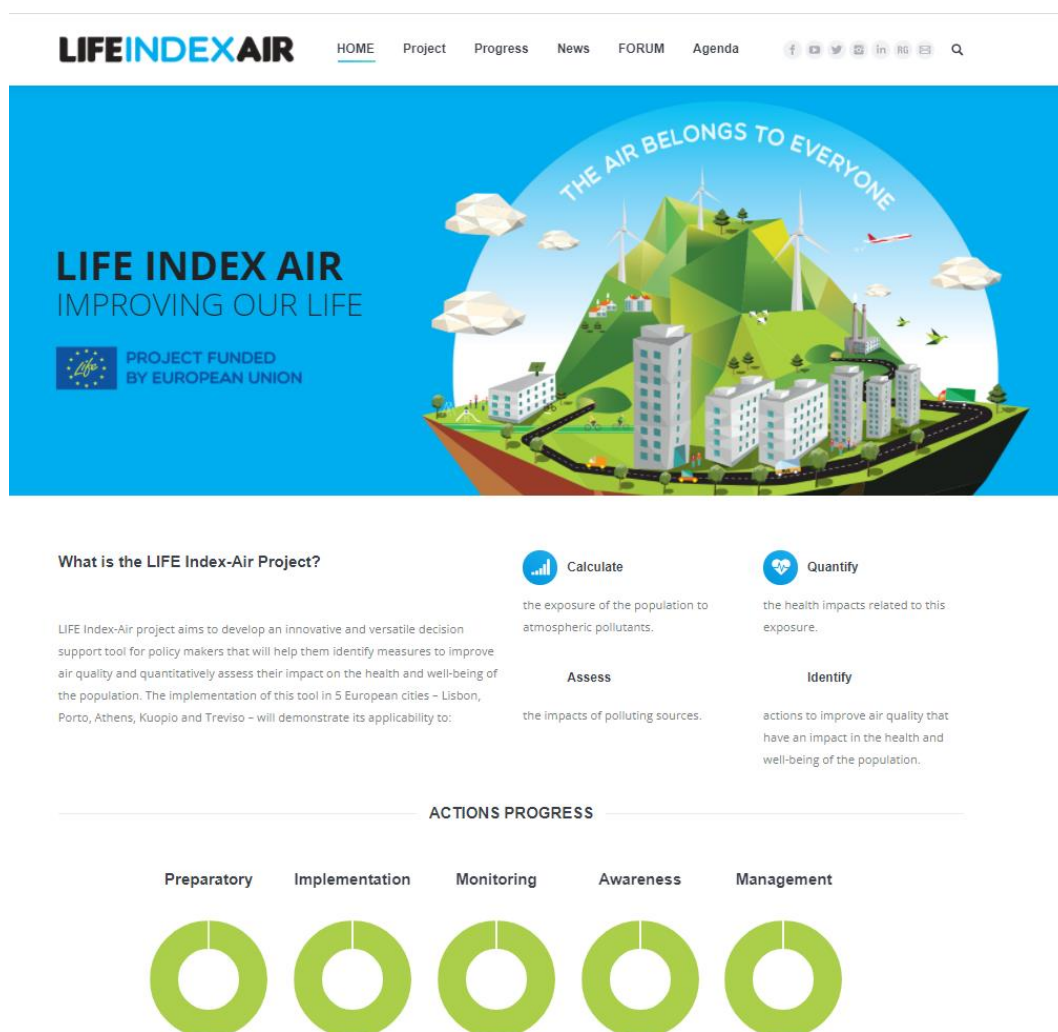 LIFEINDEXAIR
HOME Project Progress News FORUM Agenda
f in RG
THE AIR BELONGS TO EVERYONE
LIFE INDEX AIR
IMPROVING OUR LIFE
Life
PROJECT FUNDED
BY EUROPEAN UNION
What is the LIFE Index-Air Project?
LIFE Index-Air project aims to develop an innovative and versatile decision
support tool for policy makers that will help them identify measures to improve
air quality and quantitatively assess their impact on the health and well-being of
the population. The implementation of this tool in 5 European cities – Lisbon,
Porto, Athens, Kuopio and Treviso – will demonstrate its applicability to:
Calculate
the exposure of the population to
atmospheric pollutants.
Quantify
the health impacts related to this
exposure.
Assess
the impacts of polluting sources.
Identify
actions to improve air quality that
have an impact in the health and
well-being of the population.
ACTIONS PROGRESS
Preparatory Implementation Monitoring Awareness Management